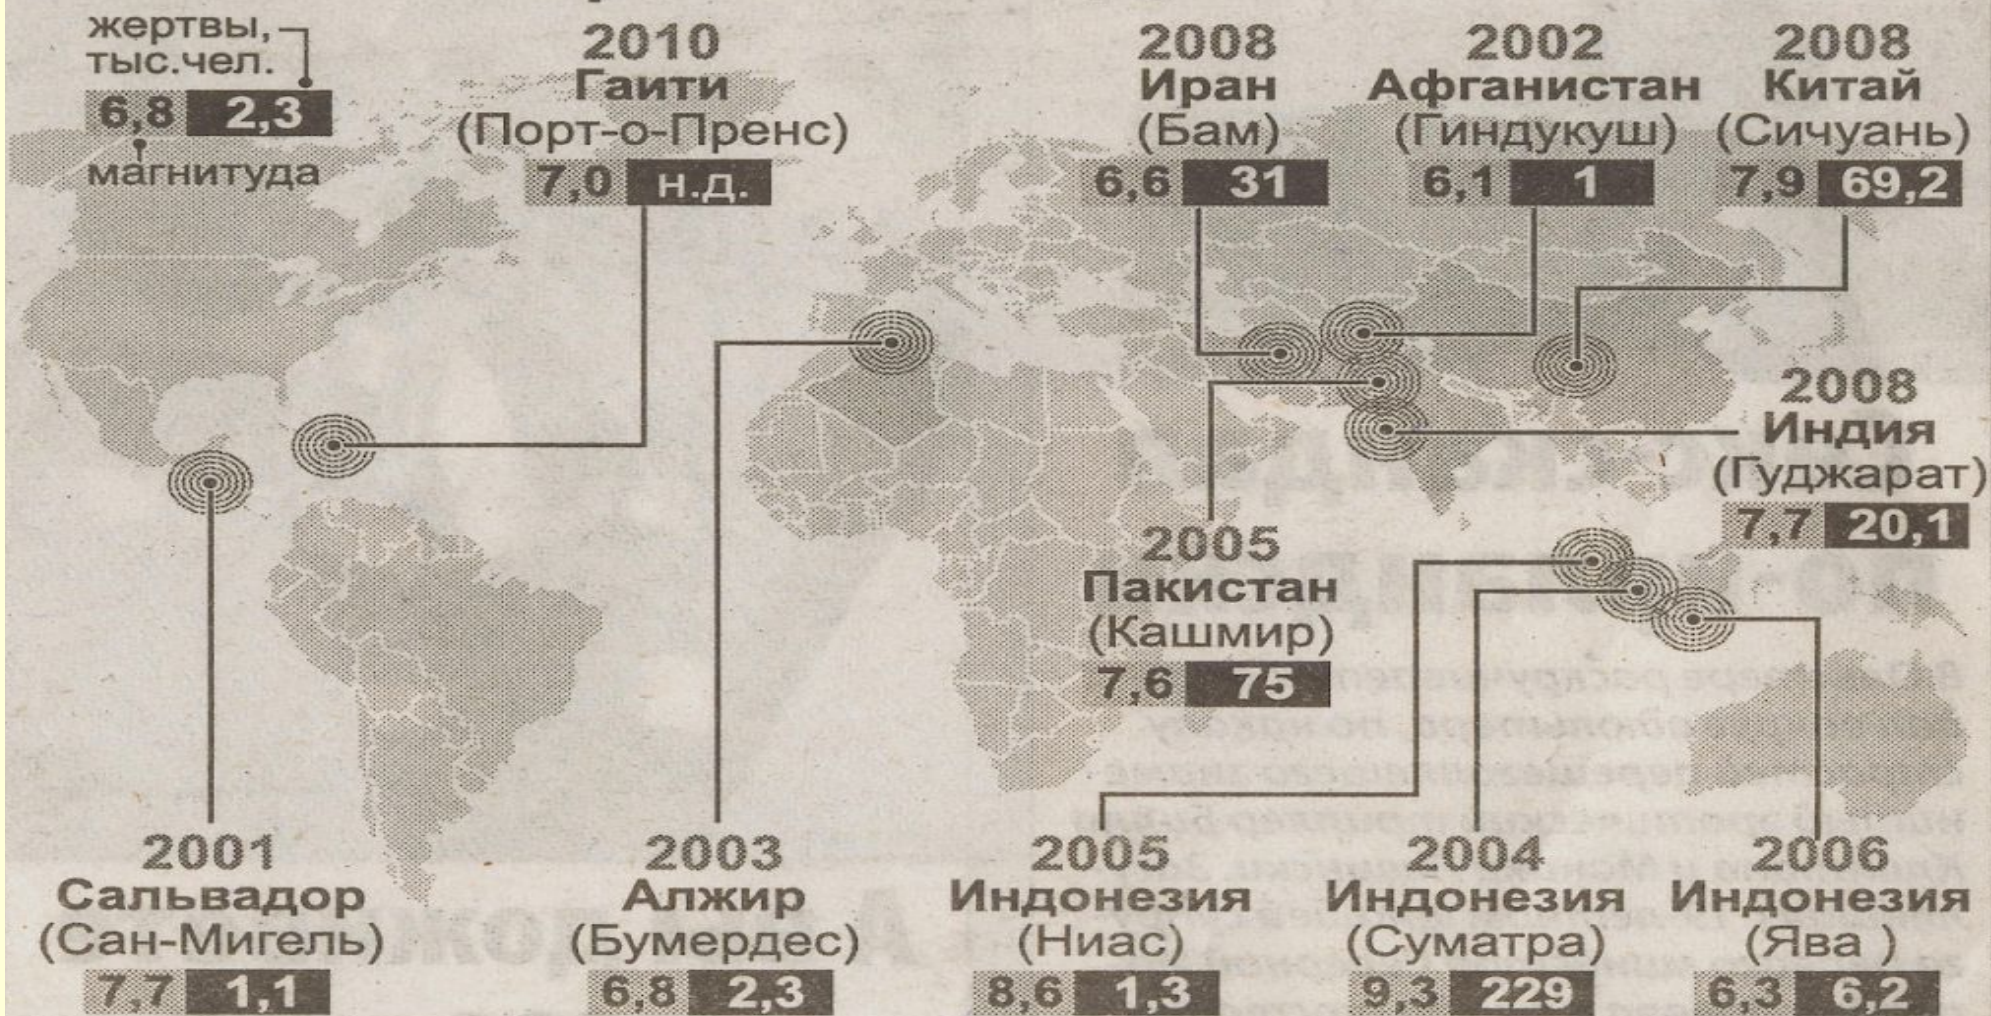 жертвы,
тыс.чел.
6,8 2,3
магнитуда
2010
Гаити
(Порт-о-Пренс)
7,0 н.д.
2008
Иран
(Бам)
6,6 31
2002
Афганистан
(Гиндукуш)
6,1 1
2008
Китай
(Сичуань)
7,9 69,2
2008
Индия
(Гуджарат)
7,7 20,1
2005
Пакистан
(Кашмир)
7,6 75
2001
Сальвадор
(Сан-Мигель)
7,7 1,1
2003
Алжир
(Бумердес)
6,8 2,3
2005
Индонезия
(Ниас)
8,6 1,3
2004
Индонезия
(Суматра)
9,3 229
2006
Индонезия
(Ява )
6,3 6,2